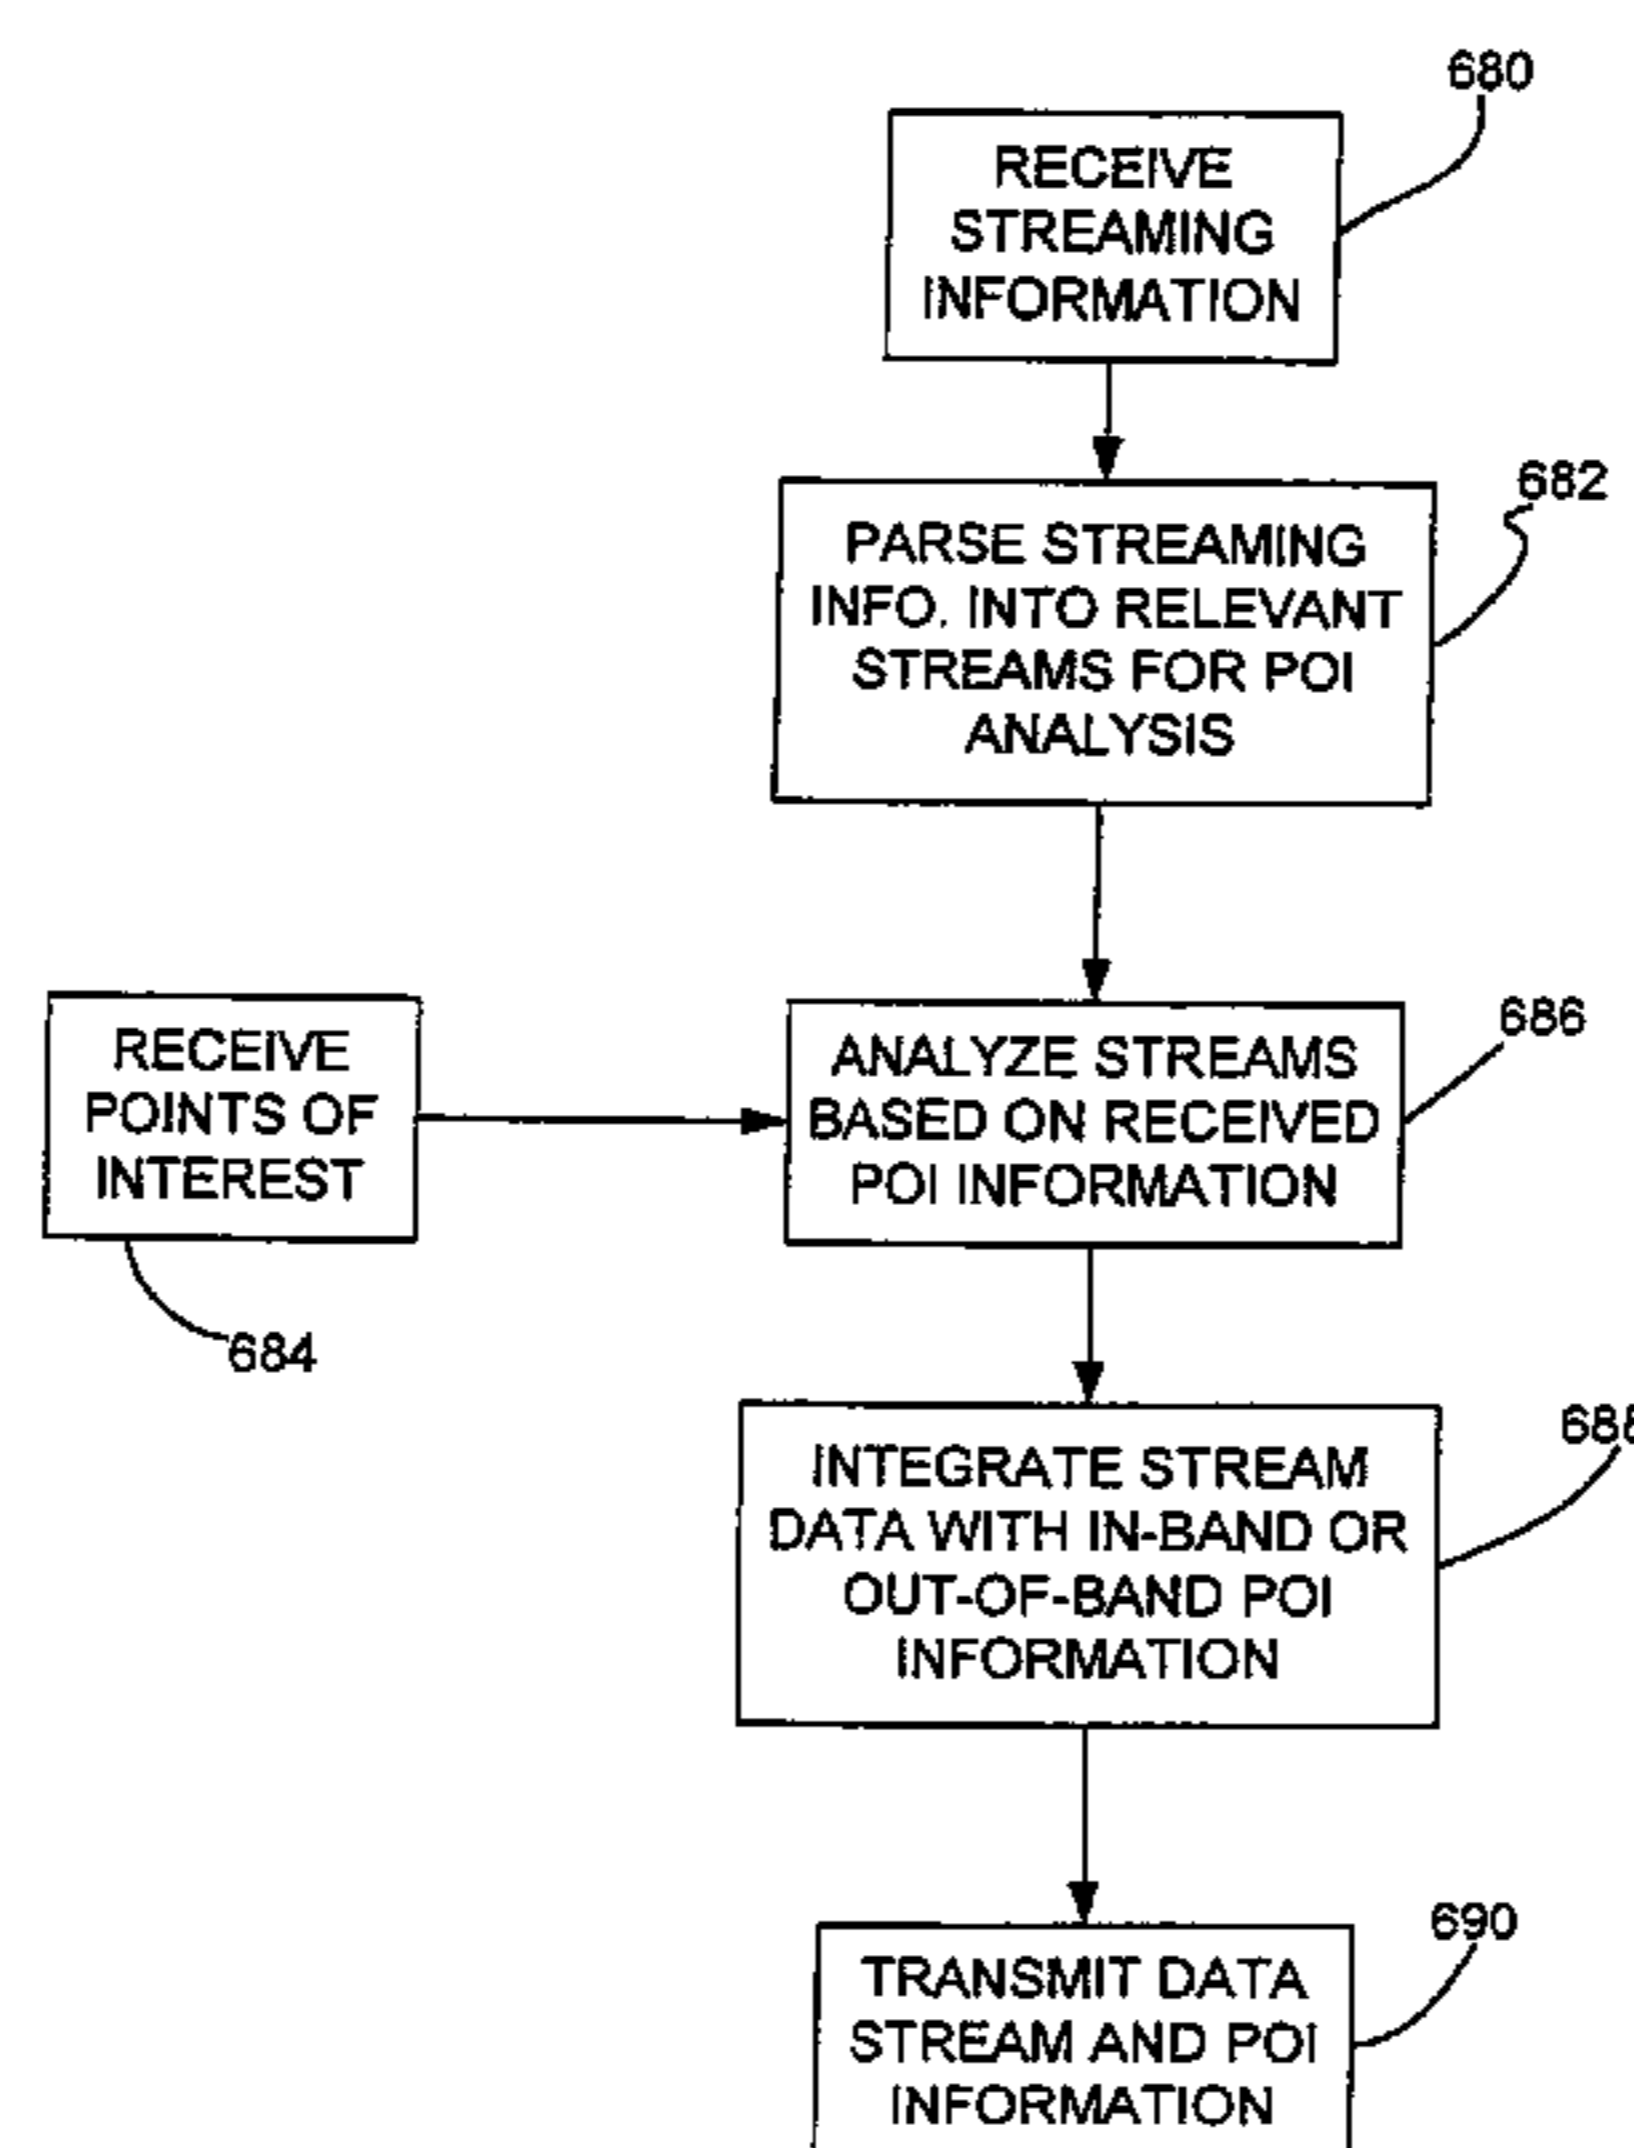 680
RECEIVE
STREAMING
INFORMATION
682
PARSE STREAMING
INFO. INTO RELEVANT
STREAMS FOR POI
ANALYSIS
RECEIVE
POINTS OF
INTEREST
684
686
ANALYZE STREAMS
BASED ON RECEIVED
POI INFORMATION
688
INTEGRATE STREAM
DATA WITH IN-BAND OR
OUT-OF-BAND POI
INFORMATION
690
TRANSMIT DATA
STREAM AND POI
INFORMATION